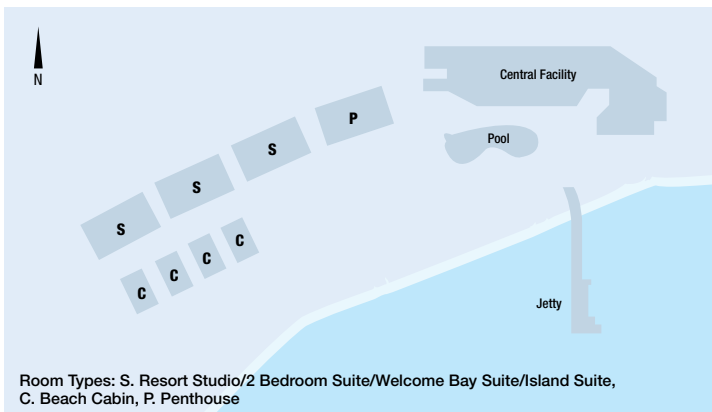 N
Central Facility
P
Pool
S
S
S
C
C
C
C
Jetty
Room Types: S. Resort Studio/2 Bedroom Suite/Welcome Bay Suite/Island Suite,
C. Beach Cabin, P. Penthouse